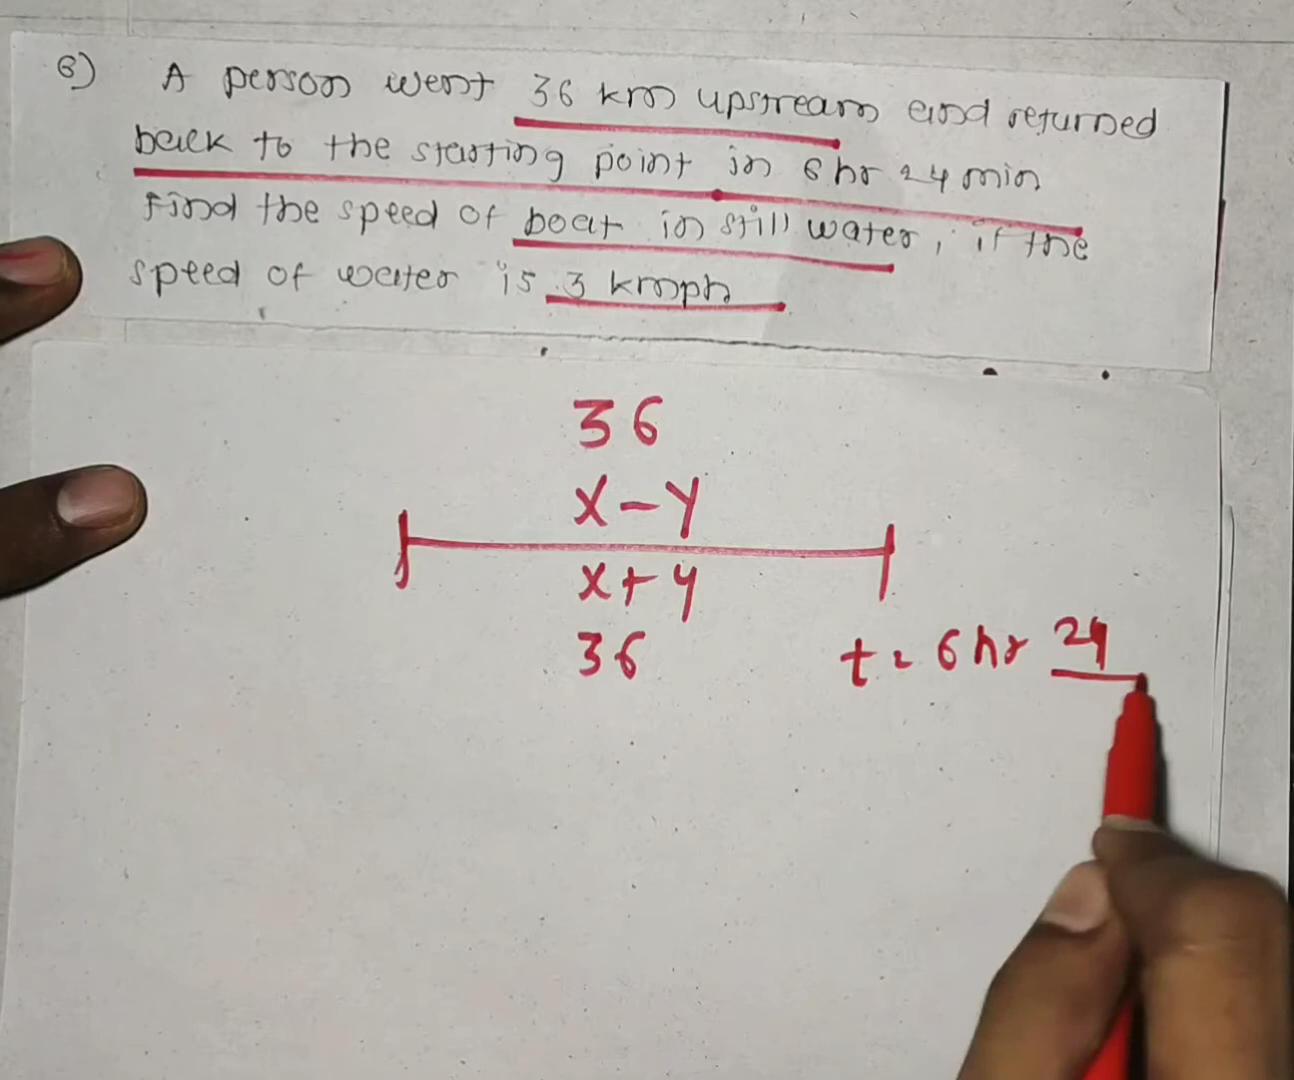 6) A person went 36 km upstream and returned
back to the starting point in 6 hr 24 min
Find the speed of boat in still water, if the
speed of water is 3 kmph
36
x-y
x+y
36
t = 6 hr 24